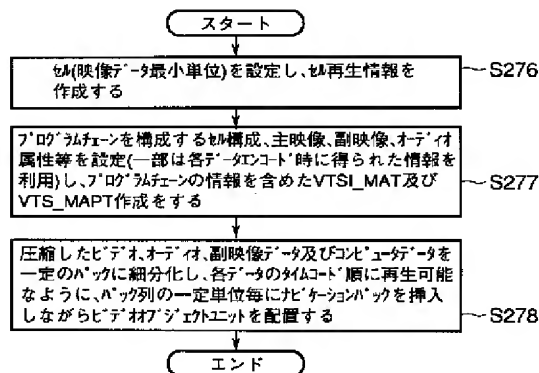 スタート
セル(映像データ最小単位)を設定し、セル再生情報を
作成する
S276
プログラムチェーンを構成するセル構成、主映像、副映像、オーディオ
属性等を設定(一部は各データエンコード時に得られた情報を
利用)し、プログラムチェーンの情報を含めたVTSI_MAT及び
VTS_MAPT作成をする
S277
圧縮したビデオ、オーディオ、副映像データ及びコンピュータデータを
一定のパックに細分化し、各データのタイムコード順に再生可能
なように、パック列の一定単位毎にナビゲーションパックを挿入
しながらビデオオブジェクトユニットを配置する
S278
エンド